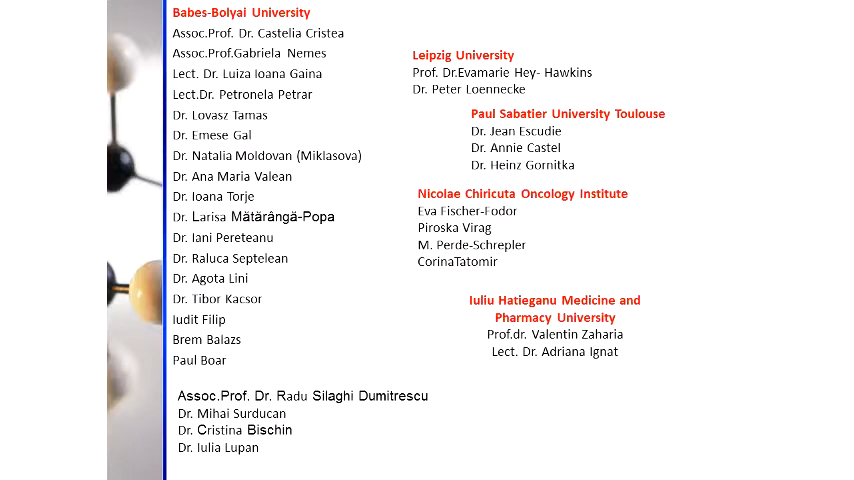 Babes-Bolyai University
Assoc.Prof. Dr. Castelia Cristea
Assoc.Prof.Gabriela Nemes
Lect. Dr. Luiza Ioana Gaina
Lect.Dr. Petronela Petrar
Dr. Lovasz Tamas
Dr. Emese Gal
Dr. Natalia Moldovan (Miklasova)
Dr. Ana Maria Valean
Dr. Ioana Torje
Dr. Larisa Mătărângă-Popa
Dr. Iani Pereteanu
Dr. Raluca Septelean
Dr. Agota Lini
Dr. Tibor Kacsor
Iudit Filip
Brem Balazs
Paul Boar
Assoc.Prof. Dr. Radu Silaghi Dumitrescu
Dr. Mihai Surducan
Dr. Cristina Bischin
Dr. Iulia Lupan
Leipzig University
Prof. Dr.Evamarie Hey- Hawkins
Dr. Peter Loennecke
Paul Sabatier University Toulouse
Dr. Jean Escudie
Dr. Annie Castel
Dr. Heinz Gornitka
Nicolae Chiricuta Oncology Institute
Eva Fischer-Fodor
Piroska Virag
M. Perde-Schrepler
CorinaTatomir
Iuliu Hatieganu Medicine and
Pharmacy University
Prof.dr. Valentin Zaharia
Lect. Dr. Adriana Ignat